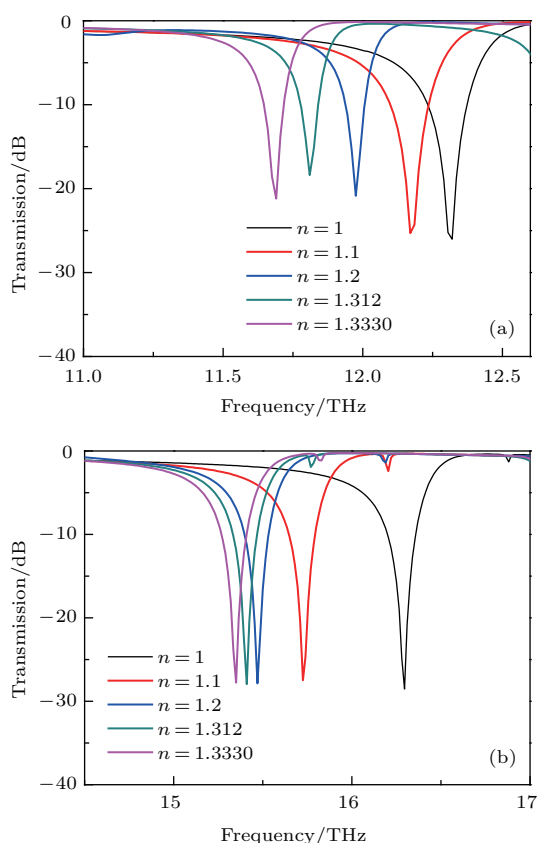 0
−10
−20
−30
−40
Transmission/dB
n = 1
n = 1.1
n = 1.2
n = 1.312
n = 1.3330
(a)
11.0 11.5 12.0 12.5
Frequency/THz
0
−10
−20
−30
−40
Transmission/dB
n = 1
n = 1.1
n = 1.2
n = 1.312
n = 1.3330
(b)
15 16 17
Frequency/THz